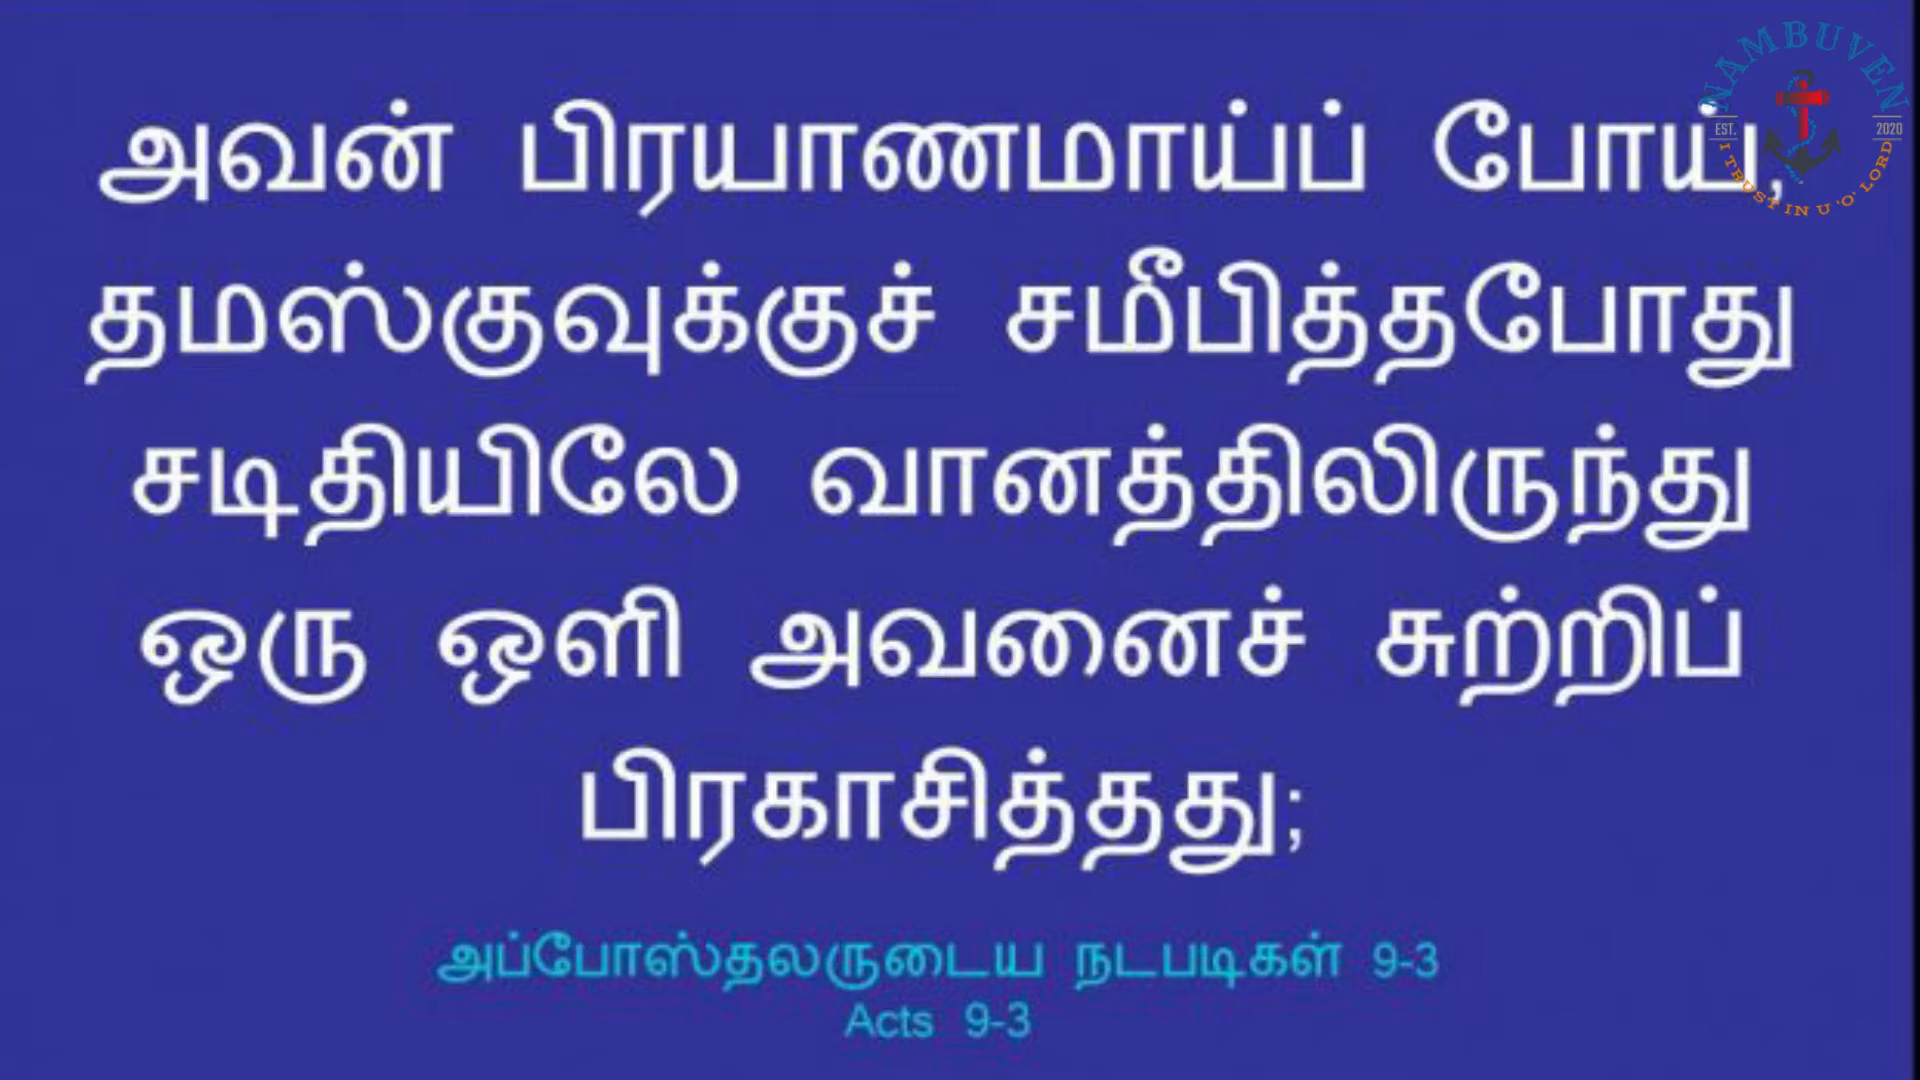 NAMBUVEN
EST. 2020
I TRUST IN U 'O' LORD
அவன் பிரயாணமாய்ப் போய்,
தமஸ்குவுக்குச் சமீபித்தபோது
சடிதியிலே வானத்திலிருந்து
ஒரு ஒளி அவனைச் சுற்றிப்
பிரகாசித்தது;
அப்போஸ்தலருடைய நடபடிகள் 9-3
Acts 9-3